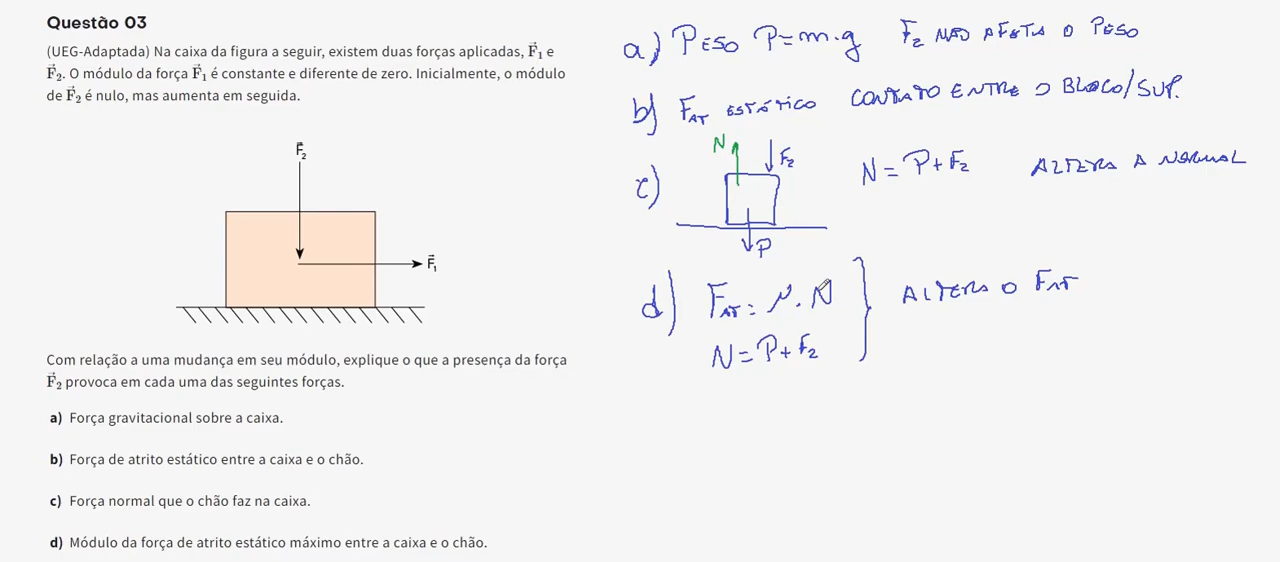 Questão 03
(UEG-Adaptada) Na caixa da figura a seguir, existem duas forças aplicadas, F⃗₁ e
F⃗₂. O módulo da força F⃗₁ é constante e diferente de zero. Inicialmente, o módulo
de F⃗₂ é nulo, mas aumenta em seguida.
F⃗₂
F⃗₁
Com relação a uma mudança em seu módulo, explique o que a presença da força
F⃗₂ provoca em cada uma das seguintes forças.
a) Força gravitacional sobre a caixa.
b) Força de atrito estático entre a caixa e o chão.
c) Força normal que o chão faz na caixa.
d) Módulo da força de atrito estático máximo entre a caixa e o chão.
a) PESO P=m.g F₂ NÃO AFETA O PESO
b) FAT ESTÁTICO CONTATO ENTRE O BLOCO/SUP.
c) N F₂ P N = P + F₂ ALTERA A NORMAL
d) FAT = μ . N ALTERA O FAT
N = P + F₂